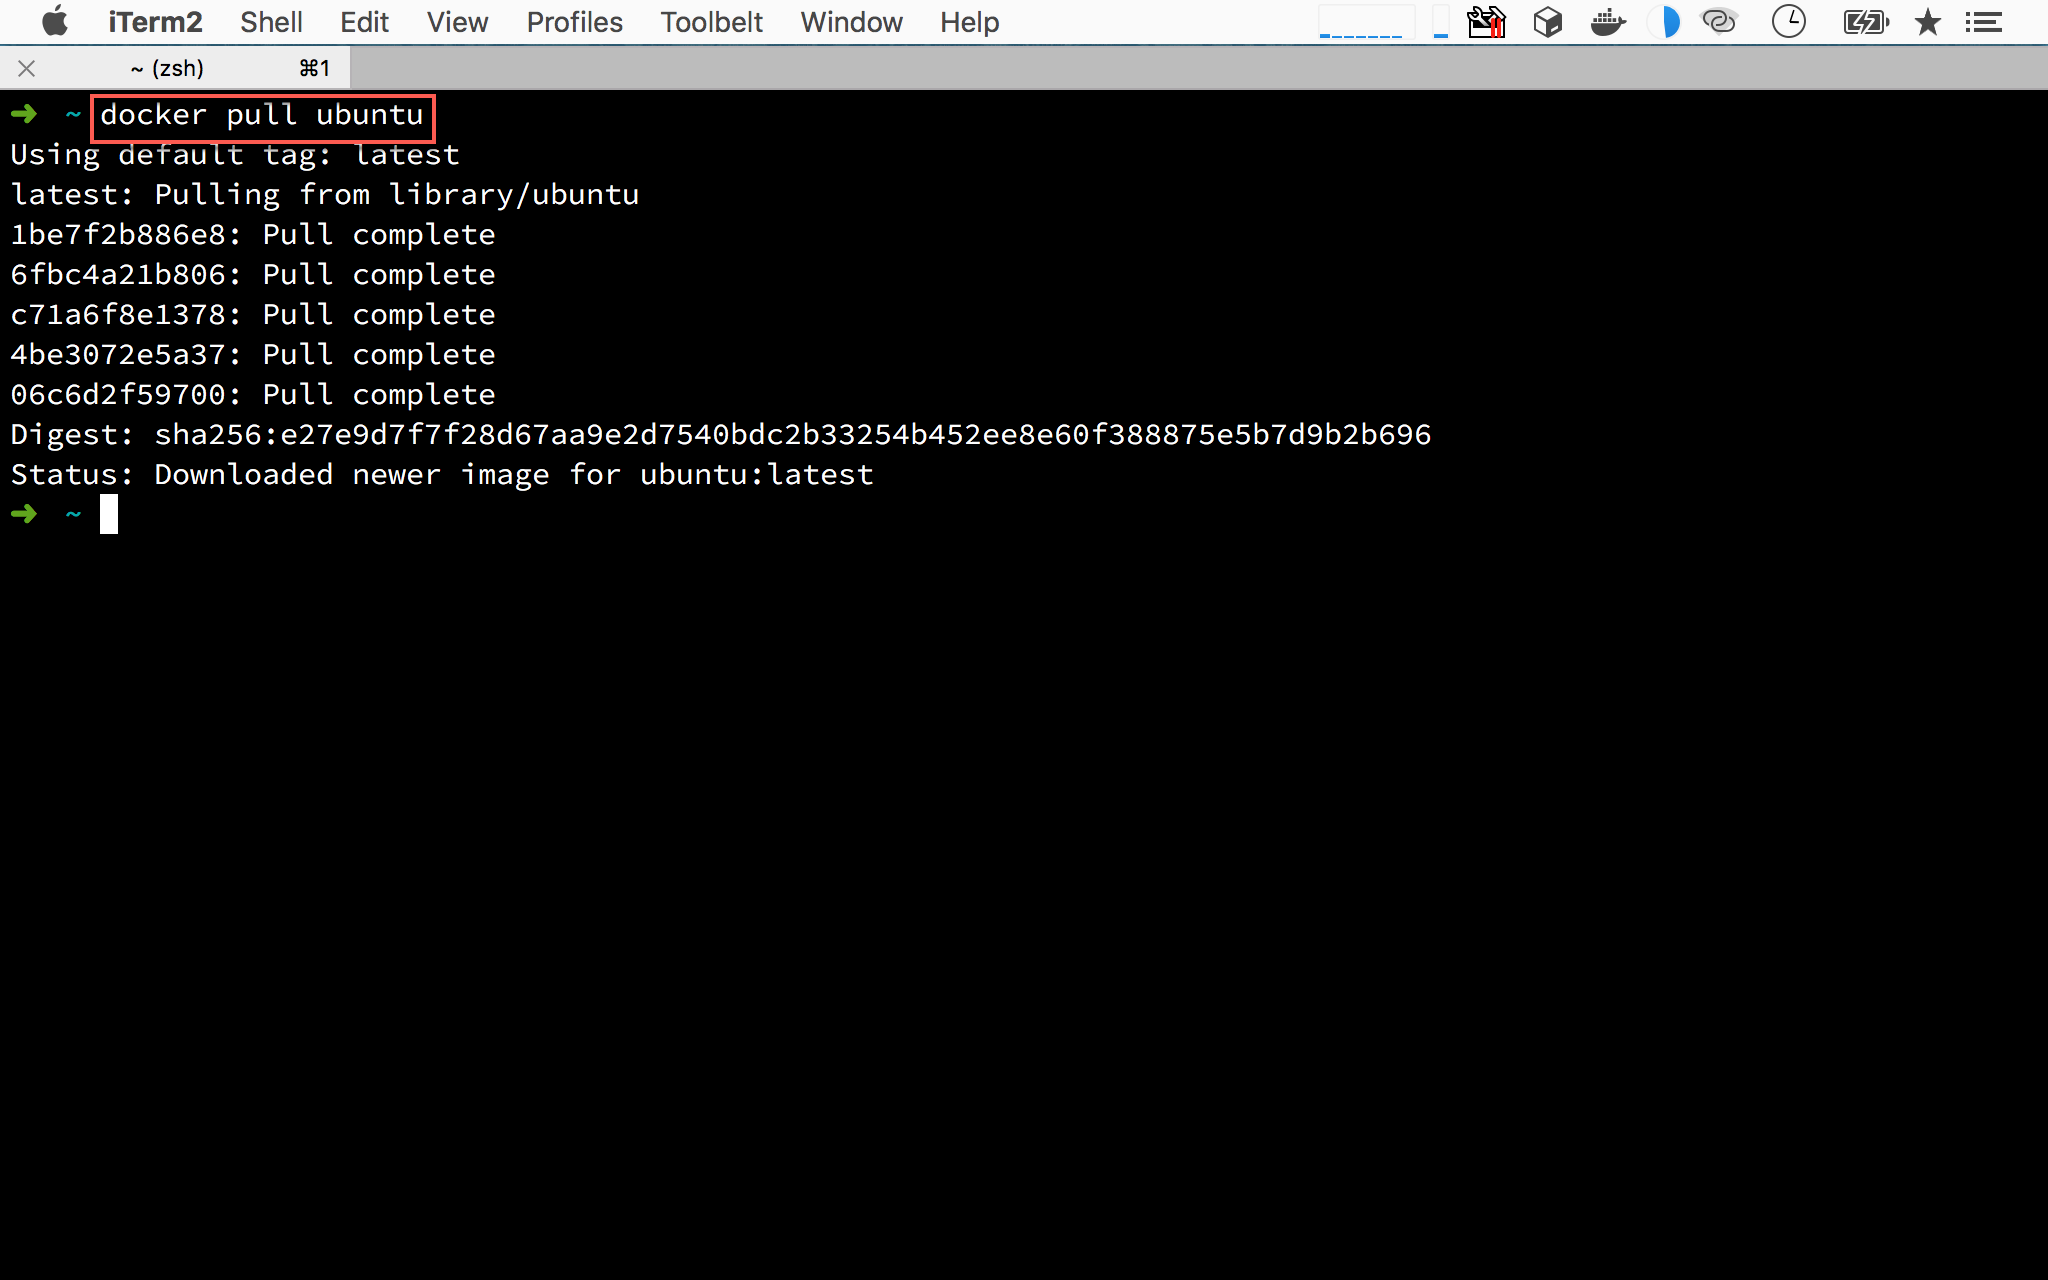 iTerm2 Shell Edit View Profiles Toolbelt Window Help
~ (zsh) ⌘1
➜ ~ docker pull ubuntu
Using default tag: latest
latest: Pulling from library/ubuntu
1be7f2b886e8: Pull complete
6fbc4a21b806: Pull complete
c71a6f8e1378: Pull complete
4be3072e5a37: Pull complete
06c6d2f59700: Pull complete
Digest: sha256:e27e9d7f7f28d67aa9e2d7540bdc2b33254b452ee8e60f388875e5b7d9b2b696
Status: Downloaded newer image for ubuntu:latest
➜ ~